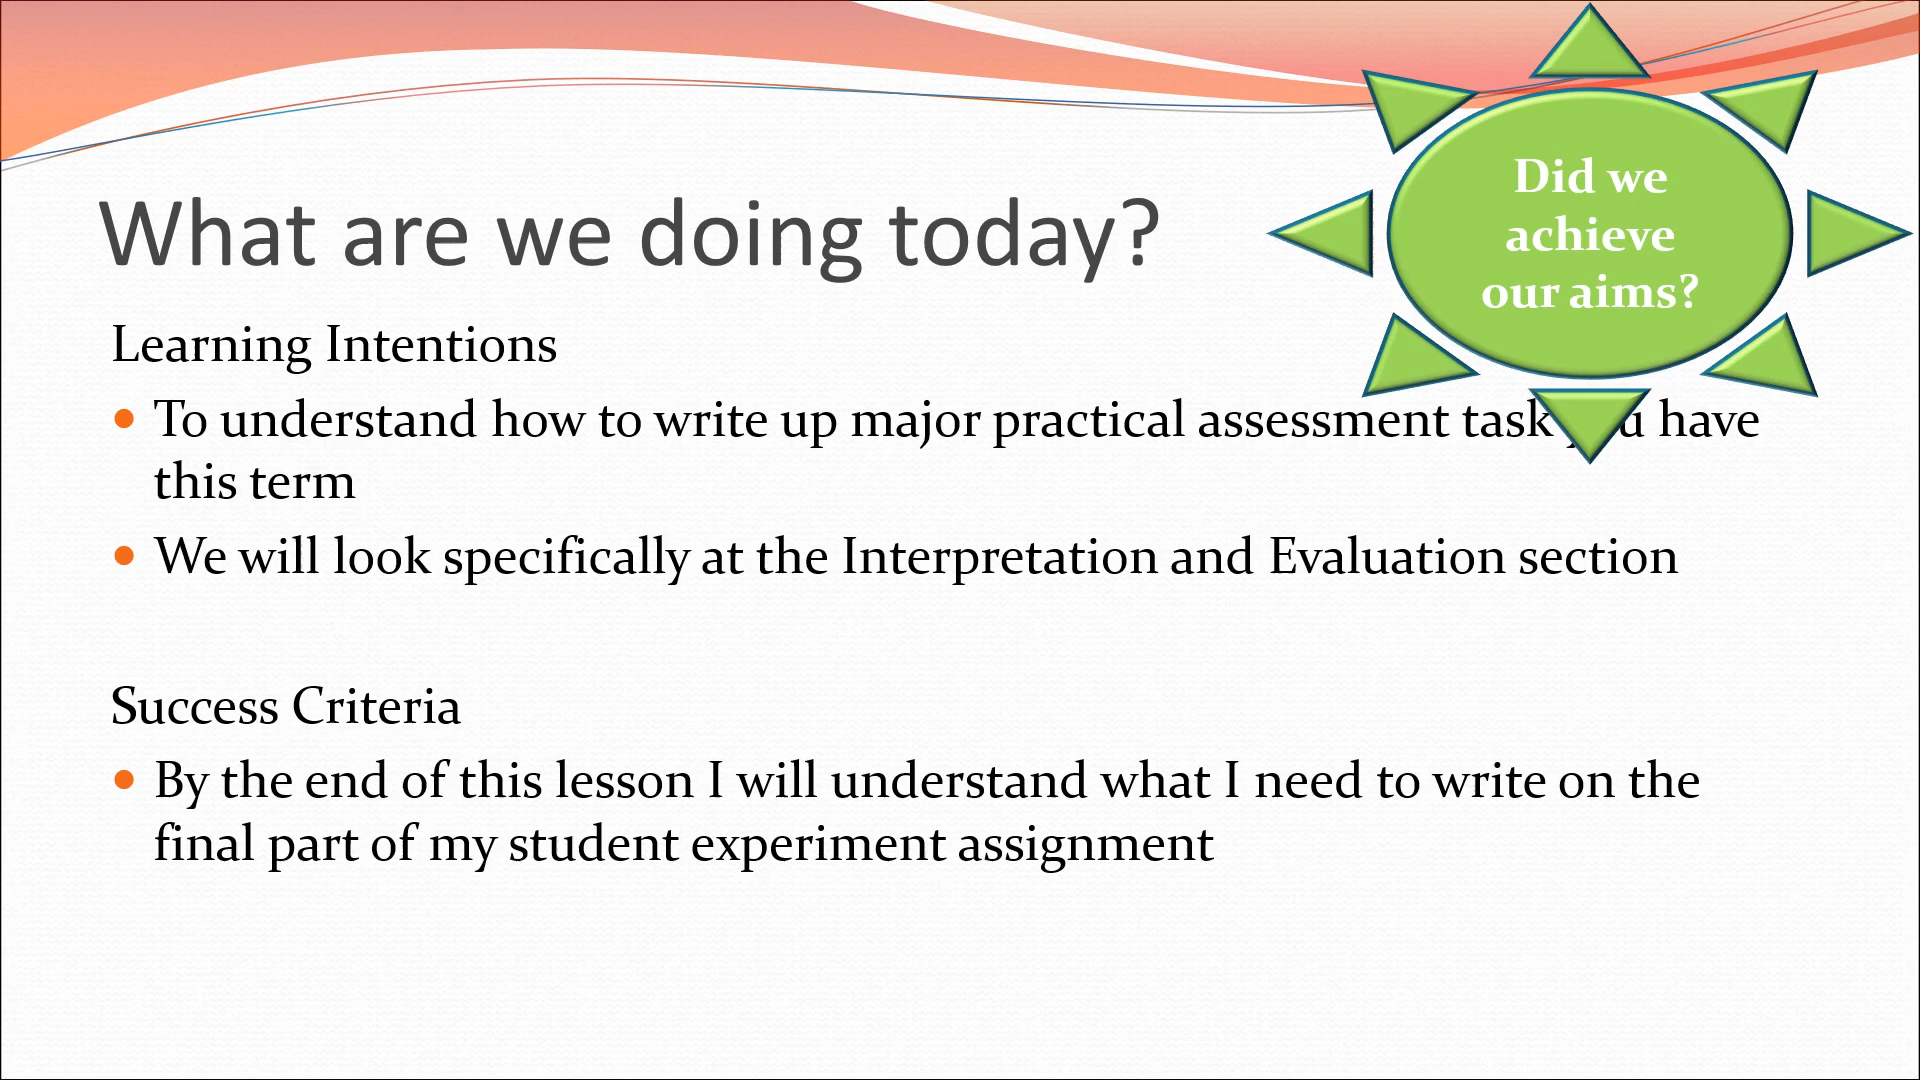 What are we doing today?
Did we
achieve
our aims?
Learning Intentions
To understand how to write up major practical assessment task you have
this term
We will look specifically at the Interpretation and Evaluation section
Success Criteria
By the end of this lesson I will understand what I need to write on the
final part of my student experiment assignment